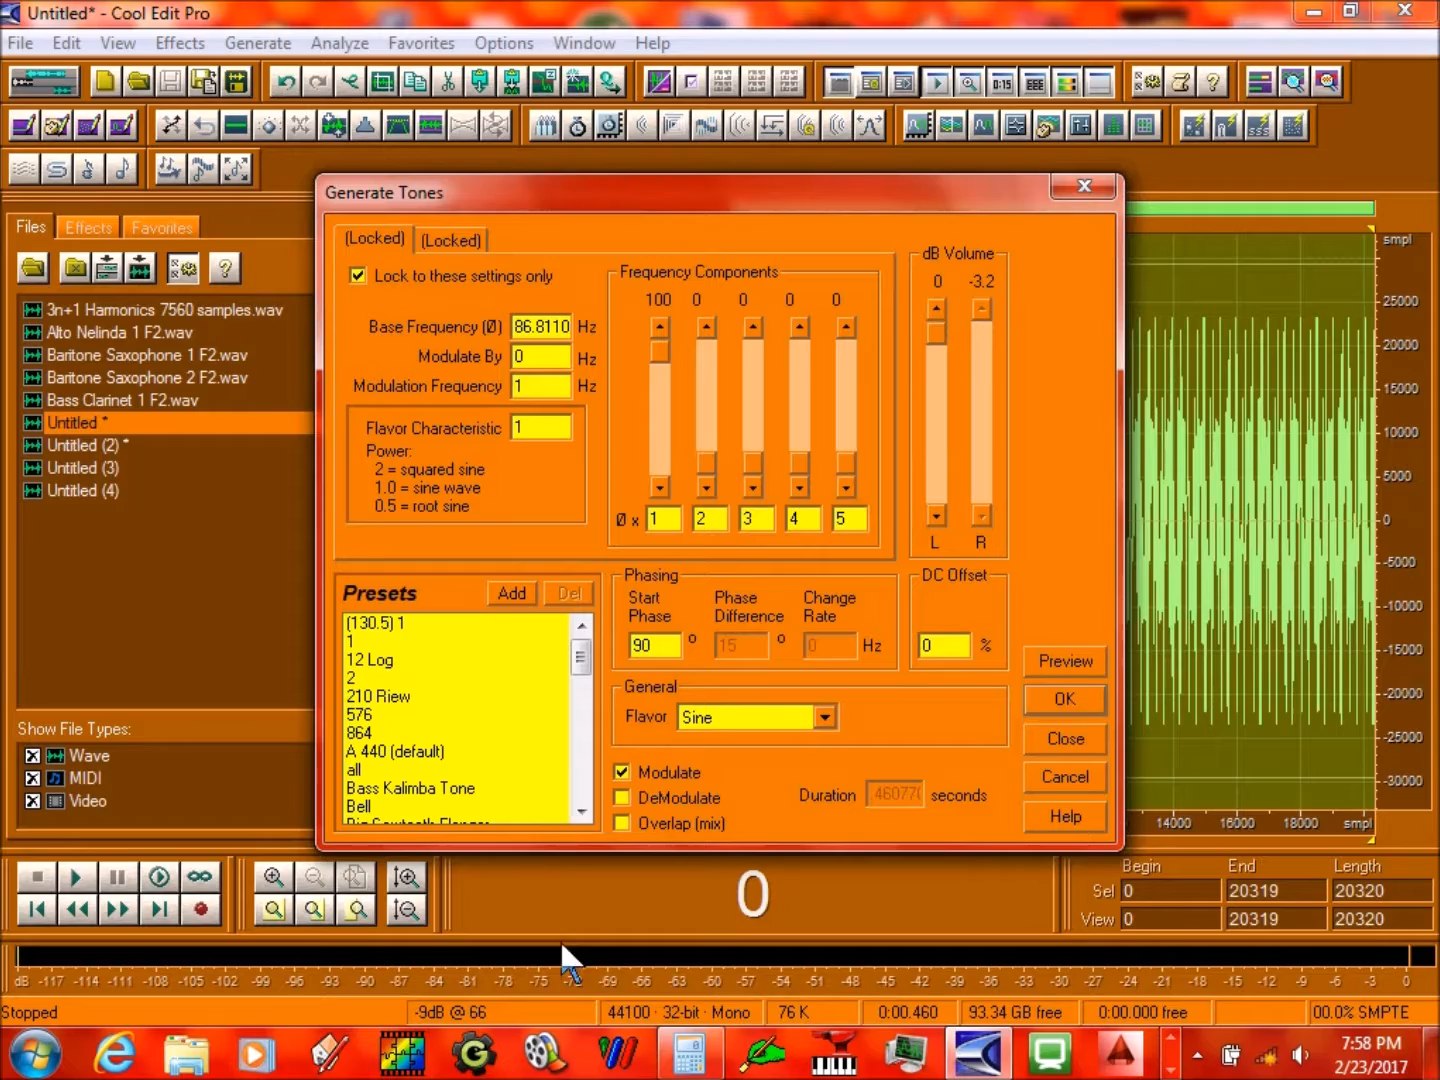 Untitled* - Cool Edit Pro
File Edit View Effects Generate Analyze Favorites Options Window Help
0:15
Generate Tones
Files Effects Favorites
3n+1 Harmonics 7560 samples.wav
Alto Nelinda 1 F2.wav
Baritone Saxophone 1 F2.wav
Baritone Saxophone 2 F2.wav
Bass Clarinet 1 F2.wav
Untitled *
Untitled (2) *
Untitled (3)
Untitled (4)
Show File Types:
Wave
MIDI
Video
(Locked) (Locked)
Lock to these settings only
Base Frequency (Ø) 86.8110 Hz
Modulate By 0 Hz
Modulation Frequency 1 Hz
Flavor Characteristic 1
Power:
2 = squared sine
1.0 = sine wave
0.5 = root sine
Frequency Components
100 0 0 0 0
Ø x 1 2 3 4 5
dB Volume
0 -3.2
L R
Presets Add Del
(130.5) 1
1
12 Log
2
210 Riew
576
864
A 440 (default)
all
Bass Kalimba Tone
Bell
Phasing
Start Phase Phase Difference Change Rate
90 ° 15 ° 0 Hz
DC Offset
0 %
General
Flavor Sine
Modulate
DeModulate
Overlap (mix)
Duration .46077 seconds
Preview
OK
Close
Cancel
Help
smpl
25000
20000
15000
10000
5000
0
-5000
-10000
-15000
-20000
-25000
-30000
14000 16000 18000 smpl
0
Begin End Length
Sel 0 20319 20320
View 0 20319 20320
dB -117 -114 -111 -108 -105 -102 -99 -96 -93 -90 -87 -84 -81 -78 -75 -69 -66 -63 -60 -57 -54 -51 -48 -45 -42 -39 -36 -33 -30 -27 -24 -21 -18 -15 -12 -9 -6 -3 0
Stopped -9dB @ 66 44100 · 32-bit · Mono 76 K 0:00.460 93.34 GB free 0:00.000 free 00.0% SMPTE
7:58 PM
2/23/2017